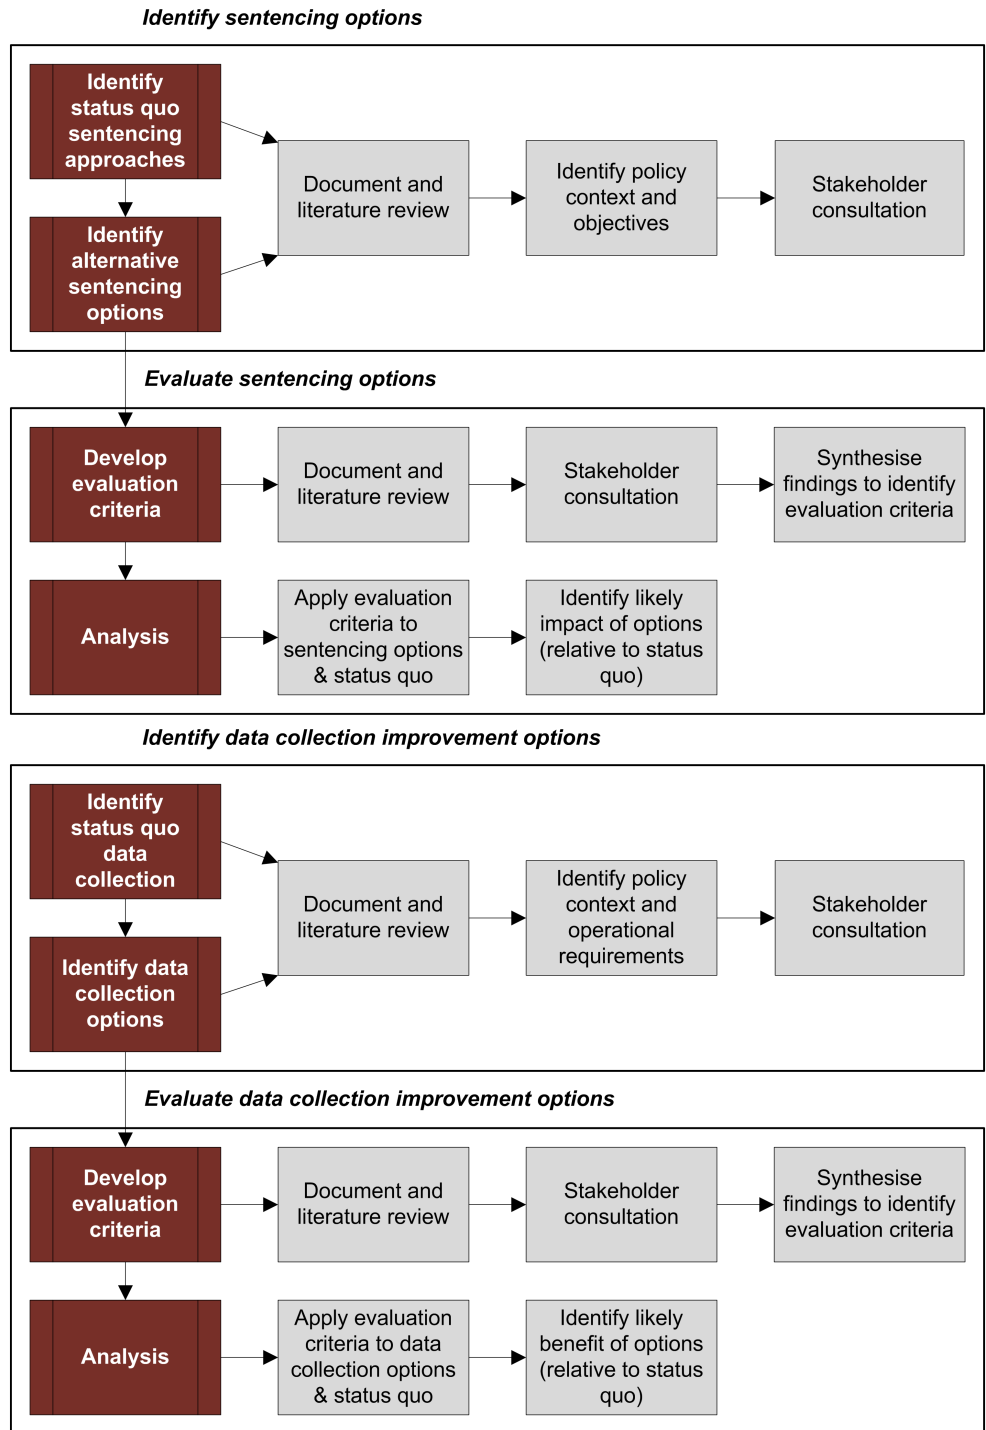 Identify sentencing options
Identify
status quo
sentencing
approaches
Document and
literature review
Identify policy
context and
objectives
Stakeholder
consultation
Identify
alternative
sentencing
options
Evaluate sentencing options
Develop
evaluation
criteria
Document and
literature review
Stakeholder
consultation
Synthesise
findings to identify
evaluation criteria
Analysis
Apply evaluation
criteria to
sentencing options
& status quo
Identify likely
impact of options
(relative to status
quo)
Identify data collection improvement options
Identify
status quo
data
collection
Document and
literature review
Identify policy
context and
operational
requirements
Stakeholder
consultation
Identify data
collection
options
Evaluate data collection improvement options
Develop
evaluation
criteria
Document and
literature review
Stakeholder
consultation
Synthesise
findings to identify
evaluation criteria
Analysis
Apply evaluation
criteria to data
collection options
& status quo
Identify likely
benefit of options
(relative to status
quo)